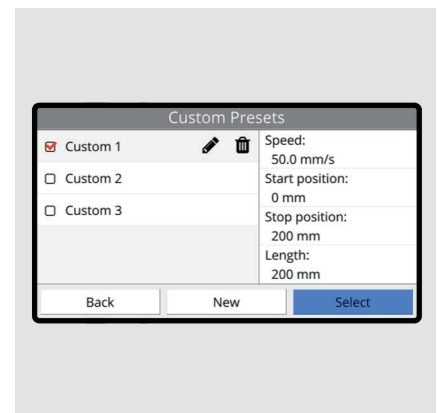 Custom Presets
Custom 1
Custom 2
Custom 3
Speed:
50.0 mm/s
Start position:
0 mm
Stop position:
200 mm
Length:
200 mm
Back
New
Select